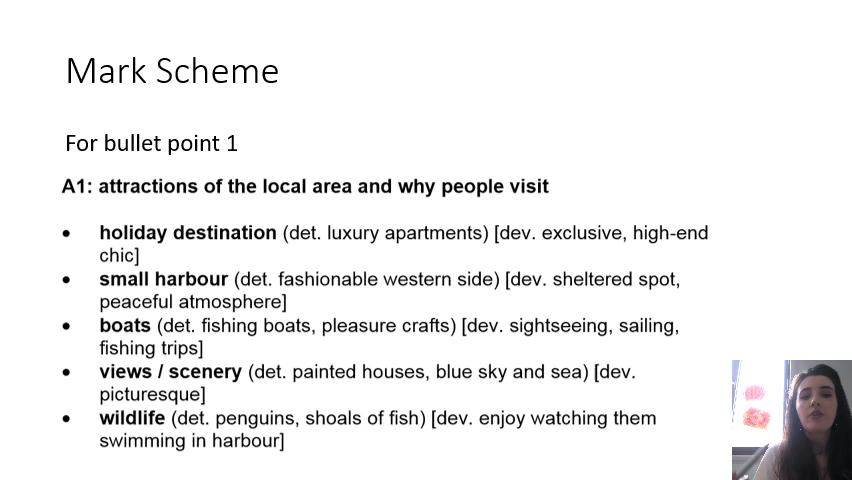 Mark Scheme
For bullet point 1
A1: attractions of the local area and why people visit
• holiday destination (det. luxury apartments) [dev. exclusive, high-end
chic]
• small harbour (det. fashionable western side) [dev. sheltered spot,
peaceful atmosphere]
• boats (det. fishing boats, pleasure crafts) [dev. sightseeing, sailing,
fishing trips]
• views / scenery (det. painted houses, blue sky and sea) [dev.
picturesque]
• wildlife (det. penguins, shoals of fish) [dev. enjoy watching them
swimming in harbour]